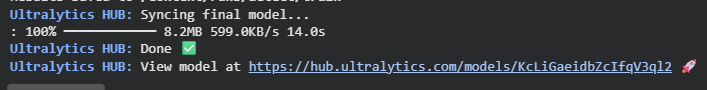 Ultralytics HUB: Syncing final model...
: 100% ━━━━━━━━━━━━ 8.2MB 599.0KB/s 14.0s
Ultralytics HUB: Done ✅
Ultralytics HUB: View model at https://hub.ultralytics.com/models/KcLiGaeidbZcIfqV3ql2 🚀